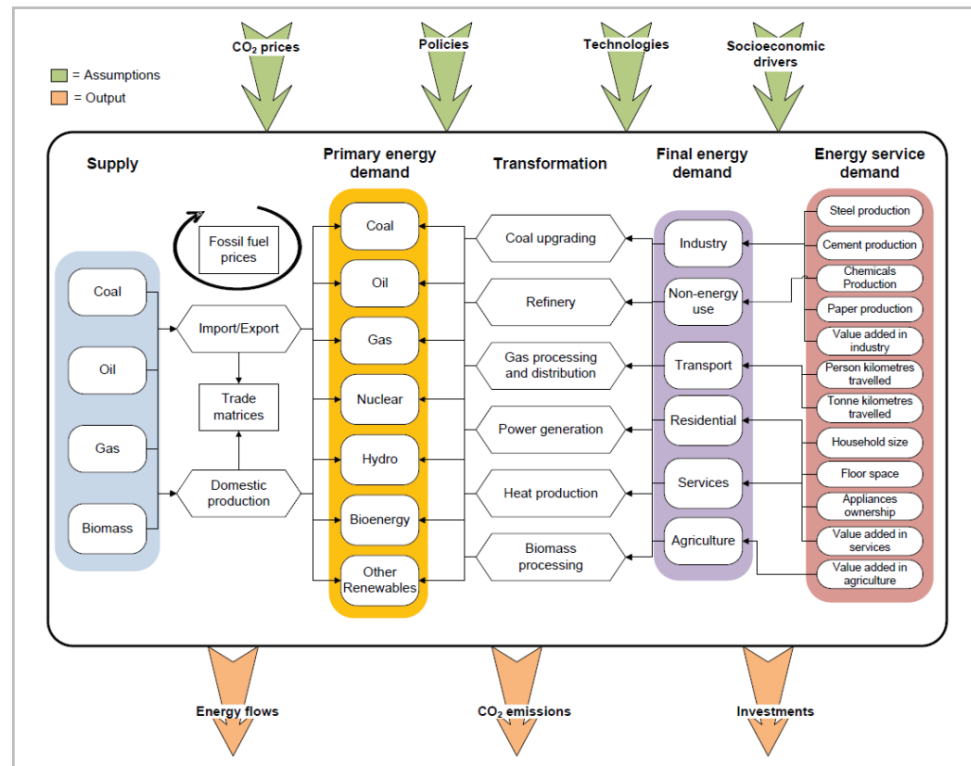 CO₂ prices
Policies
Technologies
Socioeconomic
drivers
= Assumptions
= Output
Supply
Primary energy
demand
Transformation
Final energy
demand
Energy service
demand
Fossil fuel
prices
Coal
Oil
Gas
Biomass
Import/Export
Trade
matrices
Domestic
production
Coal
Oil
Gas
Nuclear
Hydro
Bioenergy
Other
Renewables
Coal upgrading
Refinery
Gas processing
and distribution
Power generation
Heat production
Biomass
processing
Industry
Non-energy
use
Transport
Residential
Services
Agriculture
Steel production
Cement production
Chemicals
Production
Paper production
Value added in
industry
Person kilometres
travelled
Tonne kilometres
travelled
Household size
Floor space
Appliances
ownership
Value added in
services
Value added in
agriculture
Energy flows
CO₂ emissions
Investments